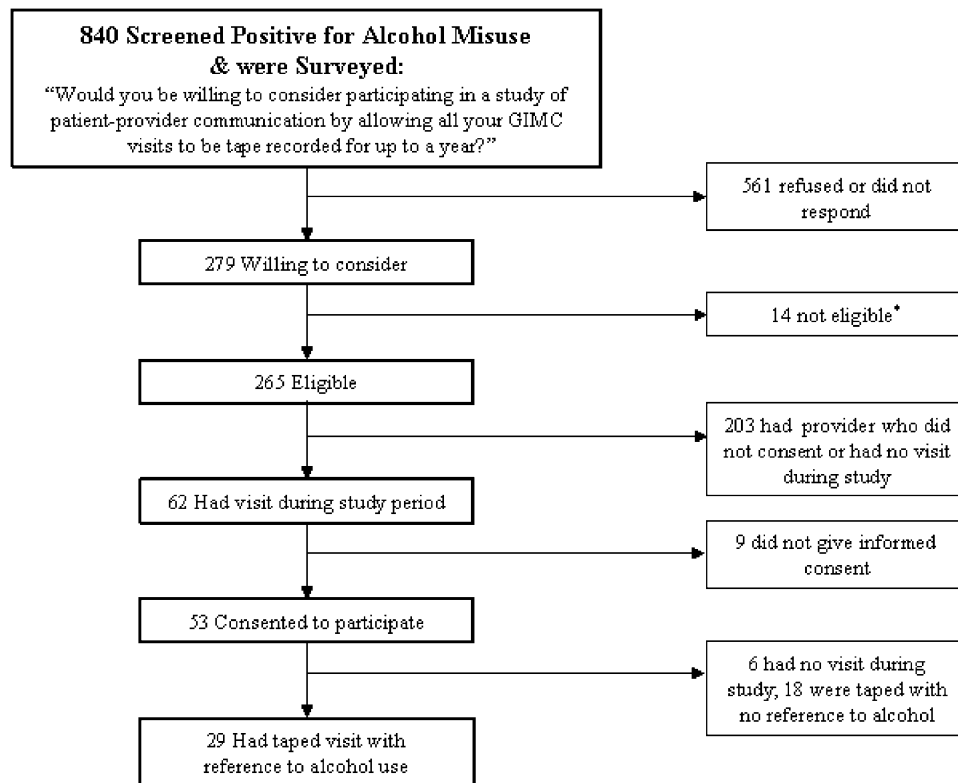 840 Screened Positive for Alcohol Misuse
& were Surveyed:
“Would you be willing to consider participating in a study of
patient-provider communication by allowing all your GIMC
visits to be tape recorded for up to a year?”
561 refused or did not
respond
279 Willing to consider
14 not eligible*
265 Eligible
203 had provider who did
not consent or had no visit
during study
62 Had visit during study period
9 did not give informed
consent
53 Consented to participate
6 had no visit during
study; 18 were taped with
no reference to alcohol
29 Had taped visit with
reference to alcohol use